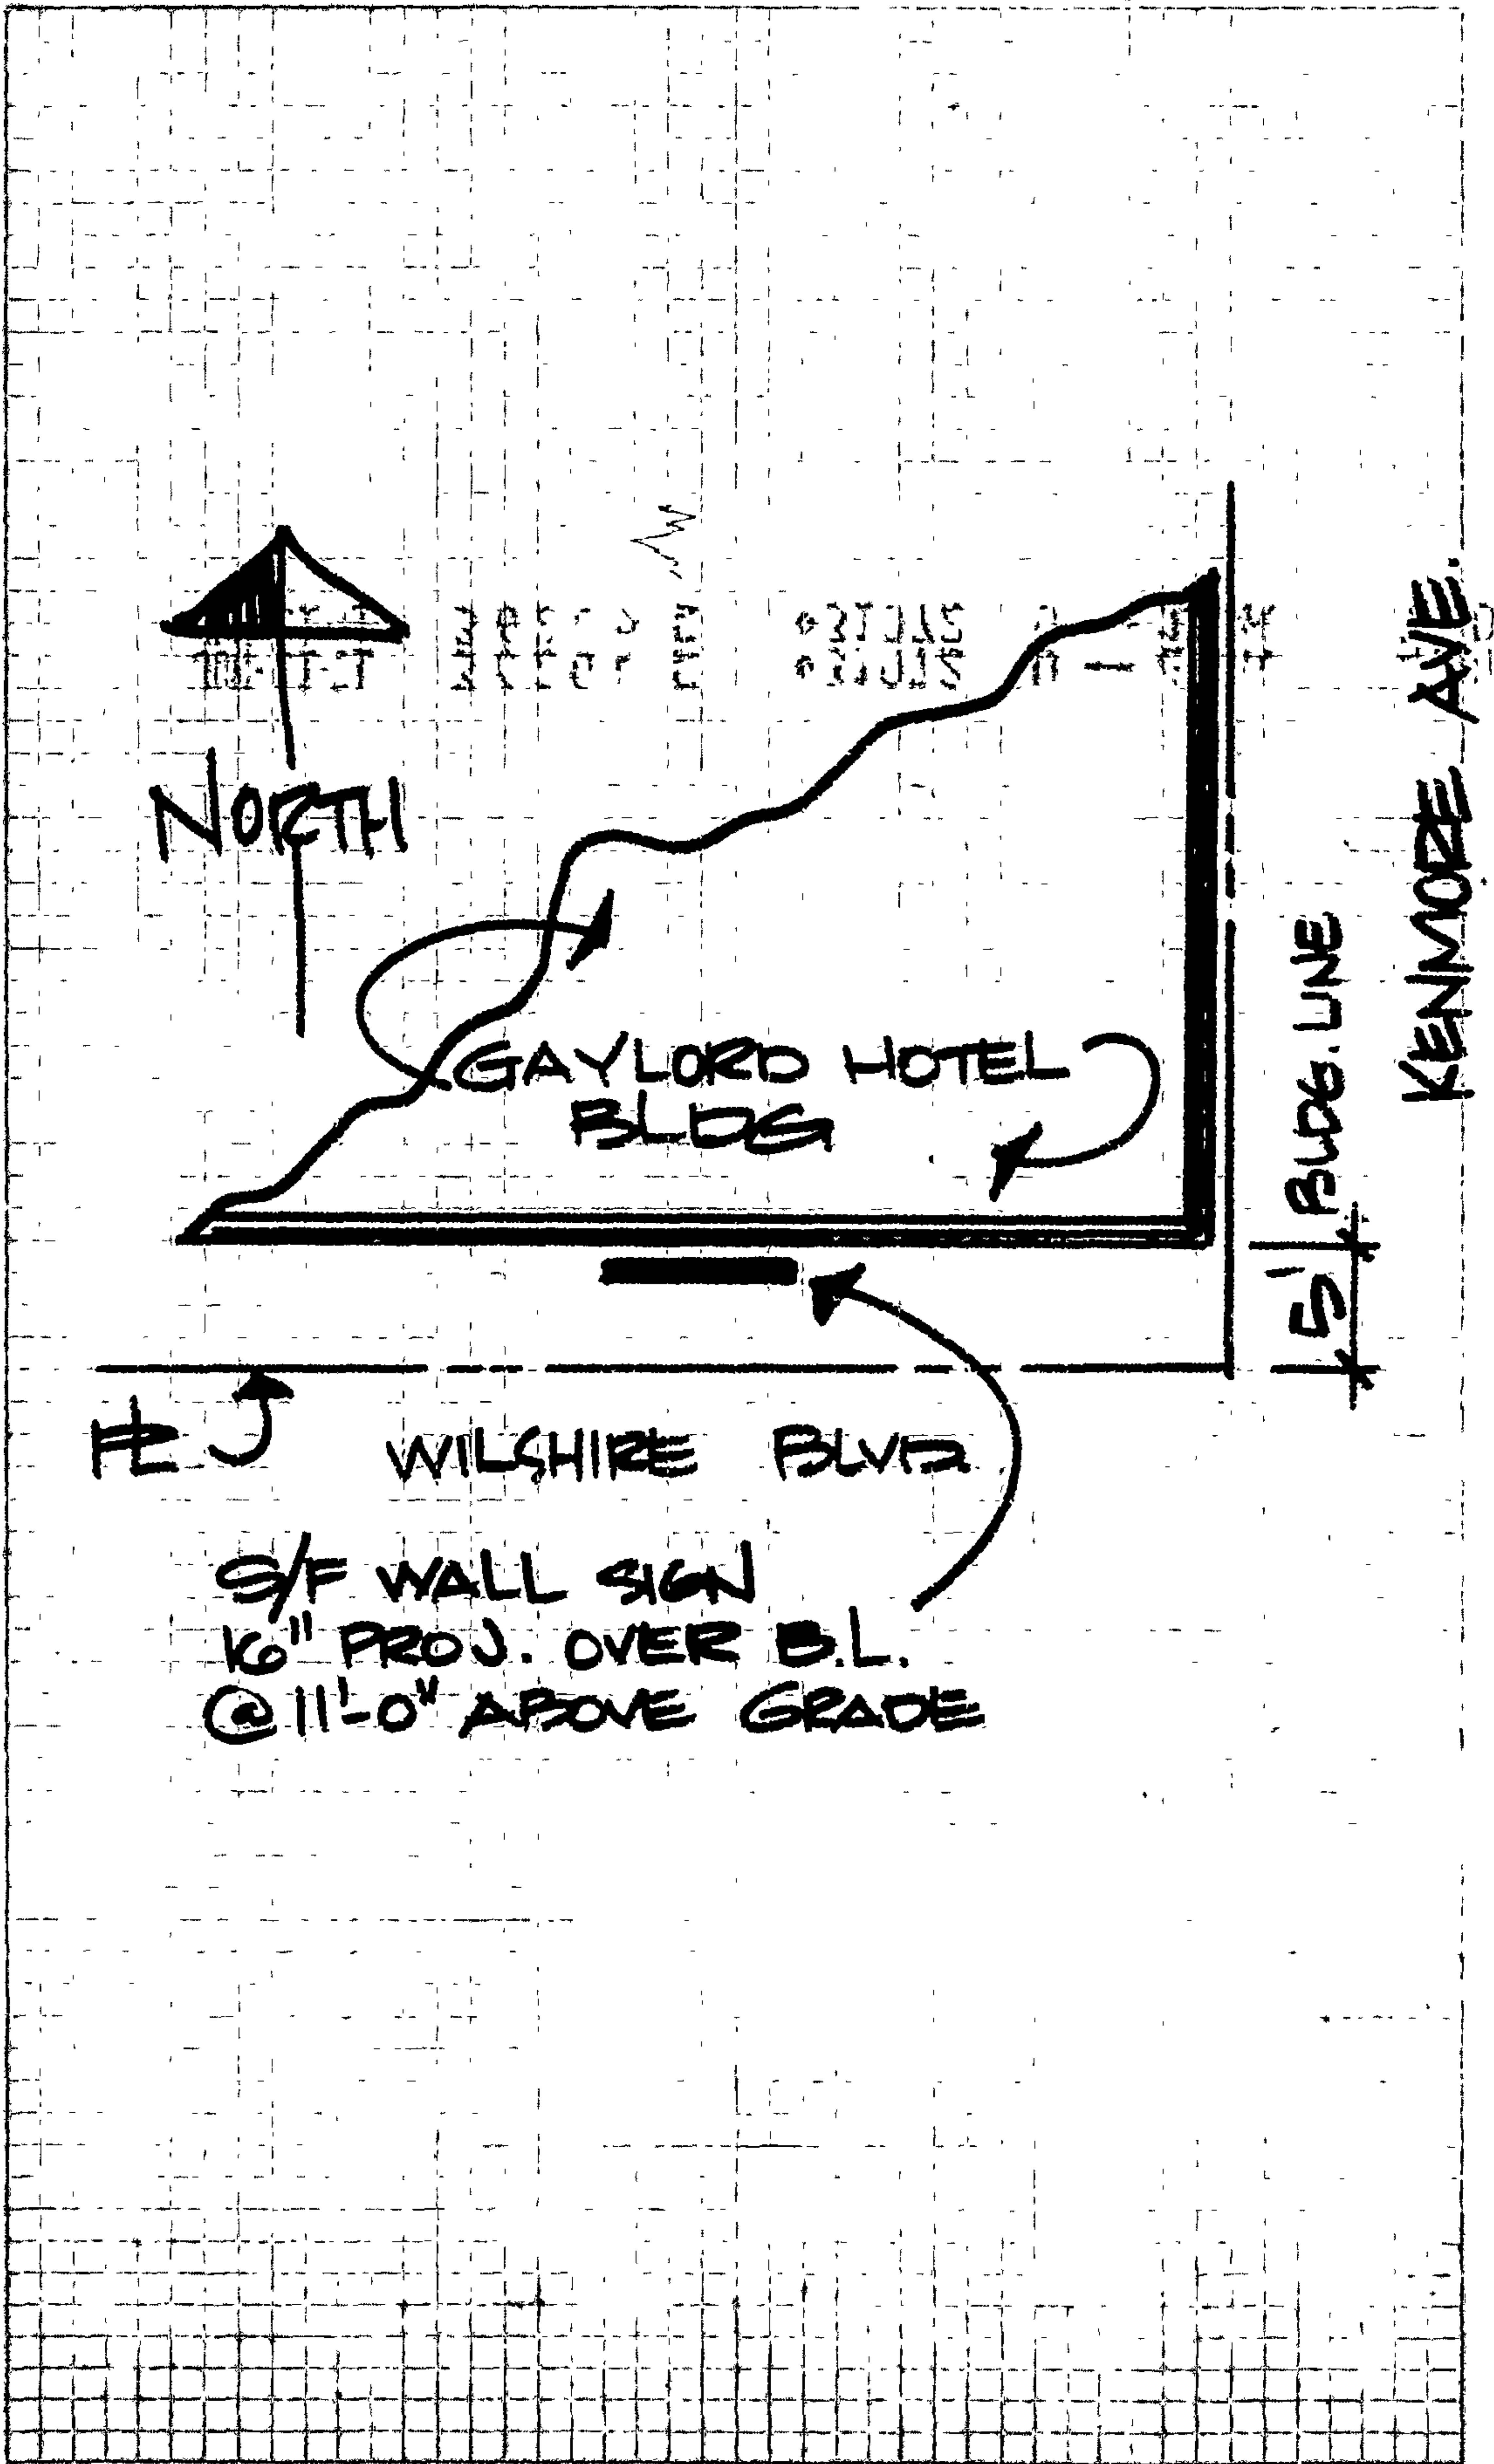 NORTH
KENMORE AVE.
GAYLORD HOTEL
BLDG
5' BLDG. LINE
PL
WILSHIRE BLVD.
S/F WALL SIGN
16" PROJ. OVER B.L.
@ 11'-0" ABOVE GRADE